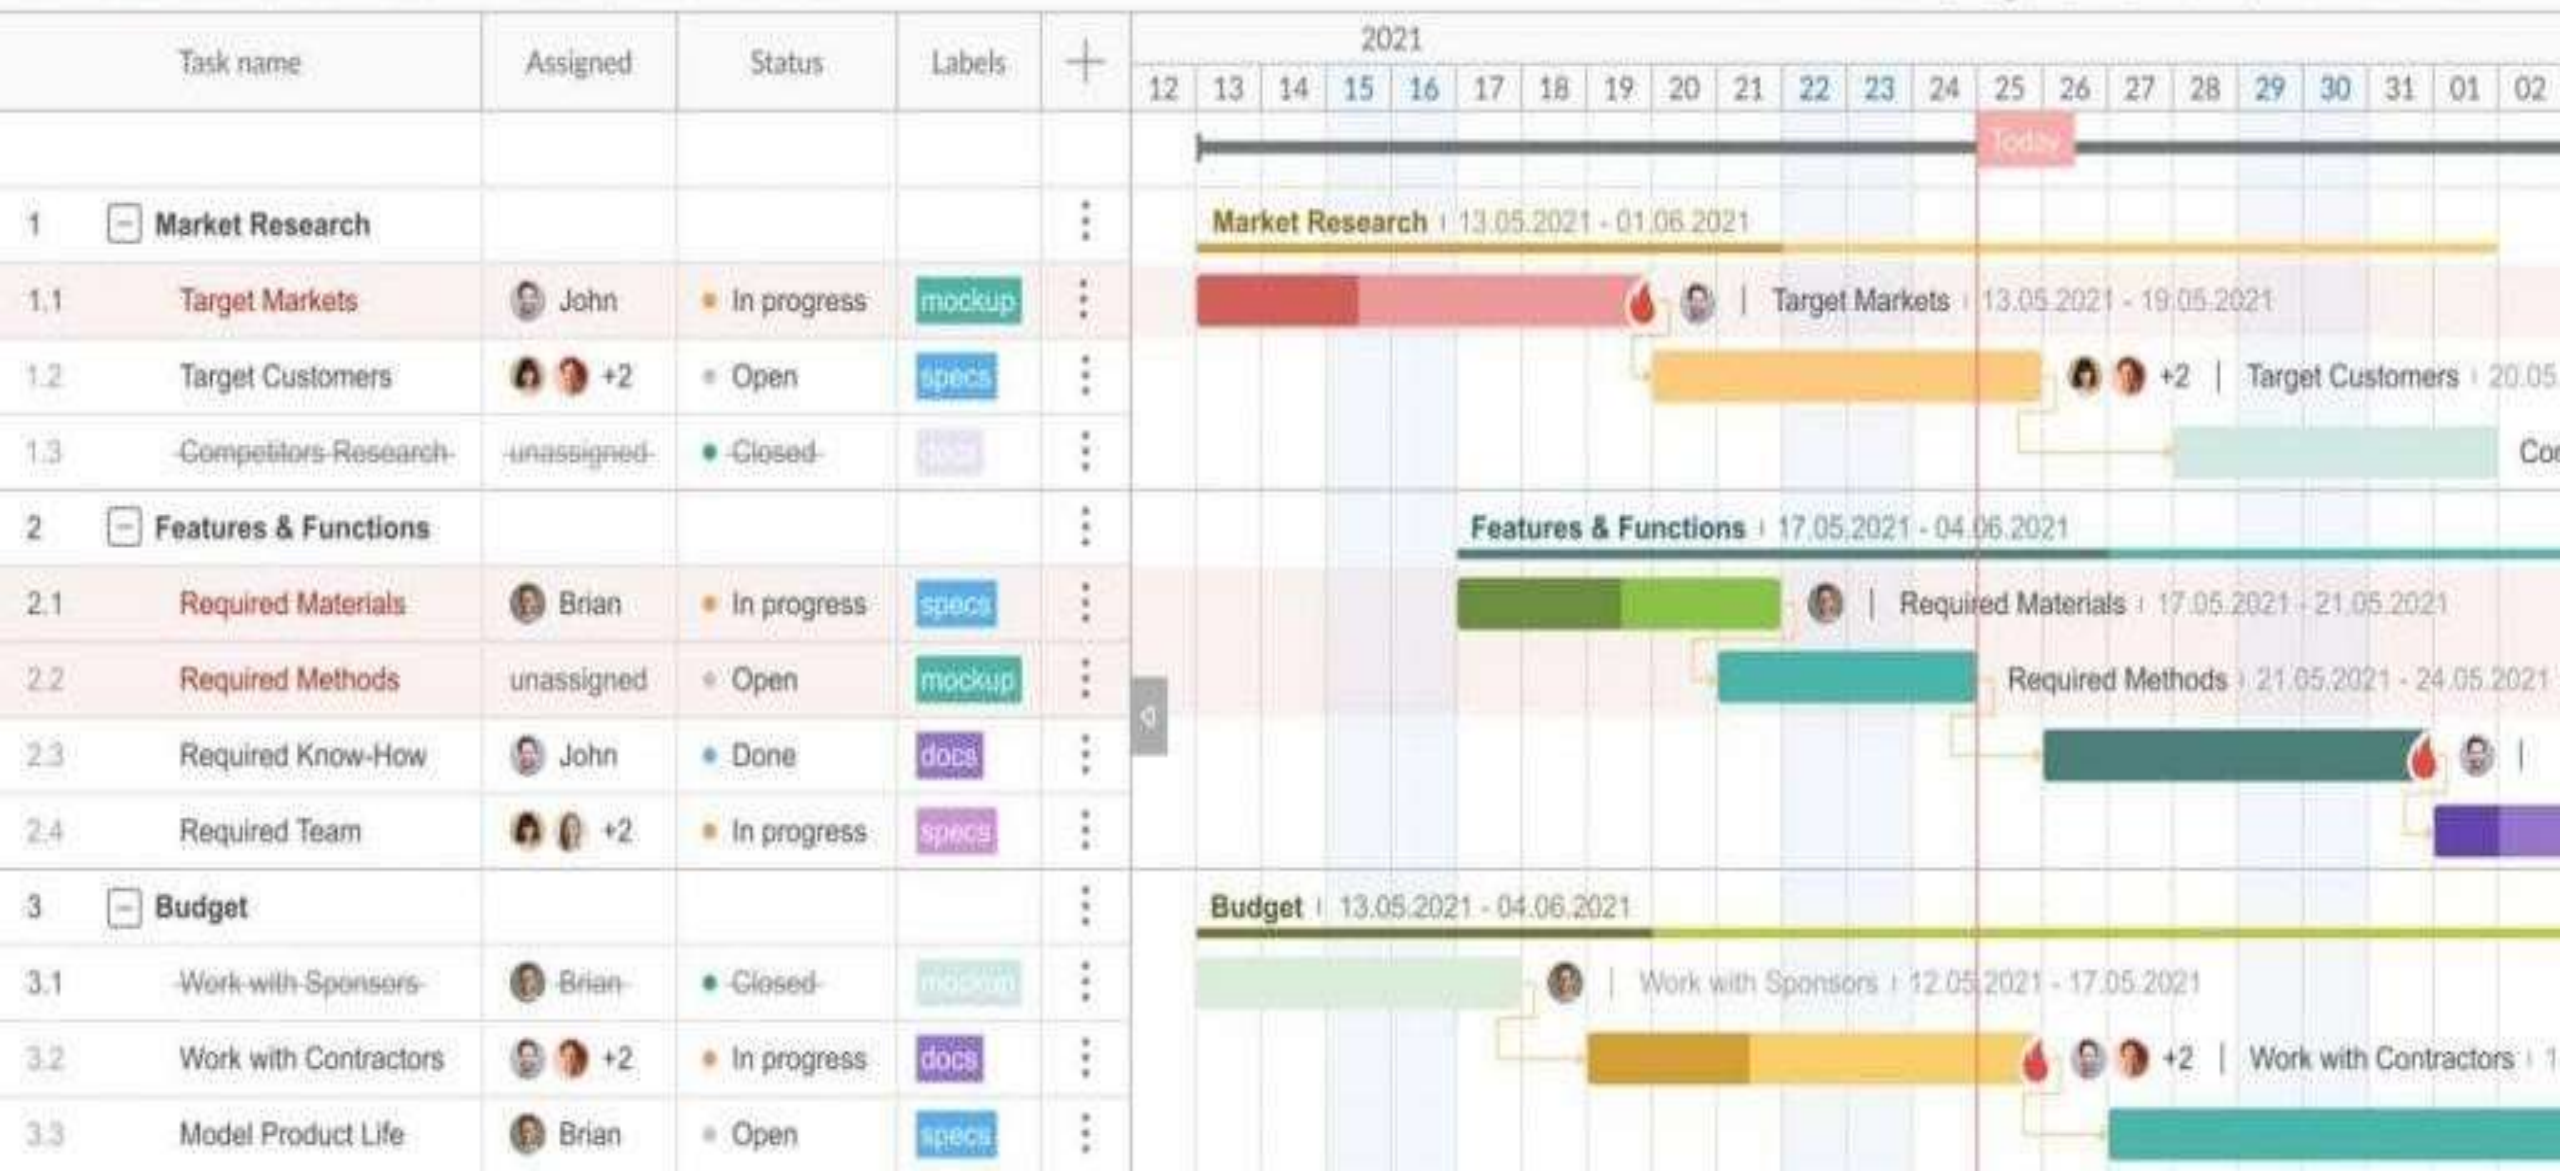 2021
Task name Assigned Status Labels 12 13 14 15 16 17 18 19 20 21 22 23 24 25 26 27 28 29 30 31 01 02
Today
1 Market Research Market Research 13.05.2021 - 01.06.2021
1.1 Target Markets John In progress mockup | Target Markets 13.05.2021 - 19.05.2021
1.2 Target Customers +2 Open specs +2 | Target Customers 20.05
1.3 Competitors Research unassigned Closed docs
2 Features & Functions Features & Functions 17.05.2021 - 04.06.2021
2.1 Required Materials Brian In progress specs | Required Materials 17.05.2021 - 21.05.2021
2.2 Required Methods unassigned Open mockup Required Methods 21.05.2021 - 24.05.2021
2.3 Required Know-How John Done docs |
2.4 Required Team +2 In progress specs
3 Budget Budget 13.05.2021 - 04.06.2021
3.1 Work with Sponsors Brian Closed mockup | Work with Sponsors 12.05.2021 - 17.05.2021
3.2 Work with Contractors +2 In progress docs +2 | Work with Contractors
3.3 Model Product Life Brian Open specs